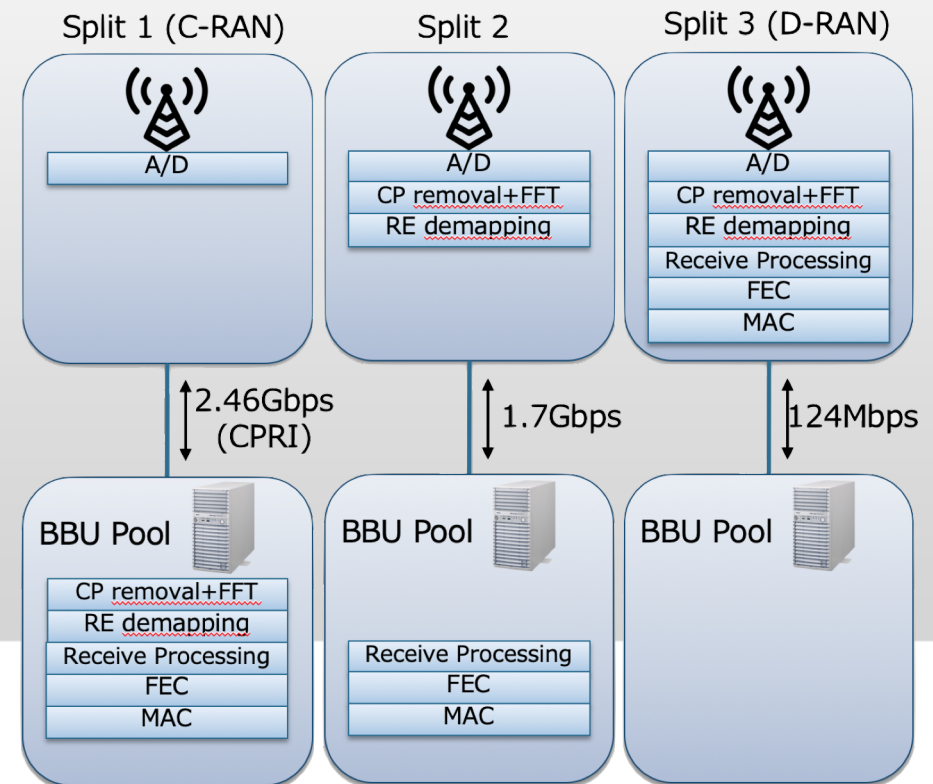 Split 1 (C-RAN)
A/D
2.46Gbps
(CPRI)
BBU Pool
CP removal+FFT
RE demapping
Receive Processing
FEC
MAC
Split 2
A/D
CP removal+FFT
RE demapping
1.7Gbps
BBU Pool
Receive Processing
FEC
MAC
Split 3 (D-RAN)
A/D
CP removal+FFT
RE demapping
Receive Processing
FEC
MAC
124Mbps
BBU Pool